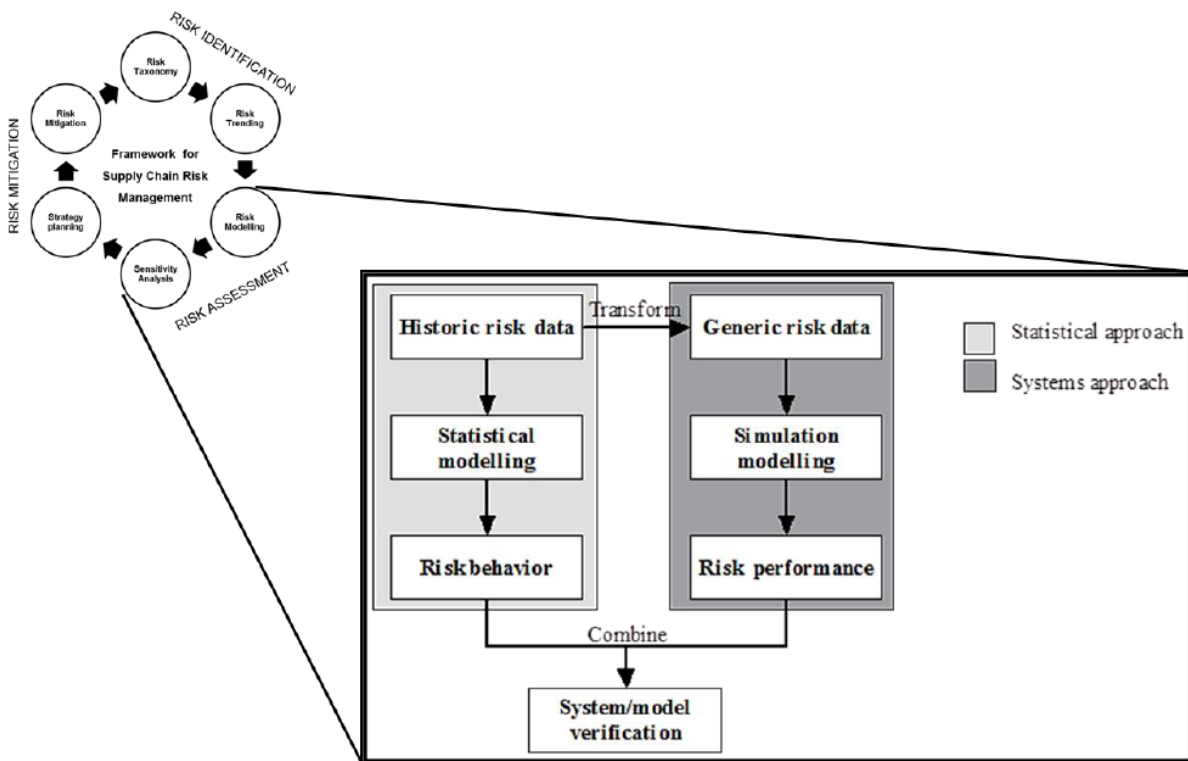 RISK IDENTIFICATION
Risk
Taxonomy
Risk
Mitigation
Risk
Trending
RISK MITIGATION
Framework for
Supply Chain Risk
Management
Strategy
planning
Risk
Modelling
Sensitivity
Analysis
RISK ASSESSMENT
Historic risk data
Transform
Generic risk data
Statistical approach
Systems approach
Statistical
modelling
Simulation
modelling
Risk behavior
Risk performance
Combine
System/model
verification